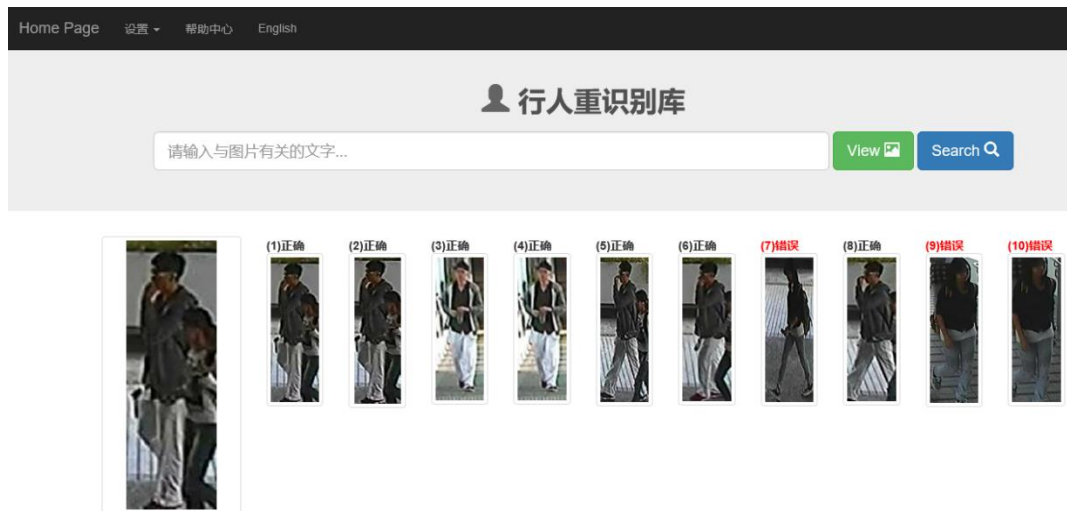 Home Page 设置 帮助中心 English
行人重识别库
请输入与图片有关的文字...
View Search
(1)正确 (2)正确 (3)正确 (4)正确 (5)正确 (6)正确 (7)错误 (8)正确 (9)错误 (10)错误